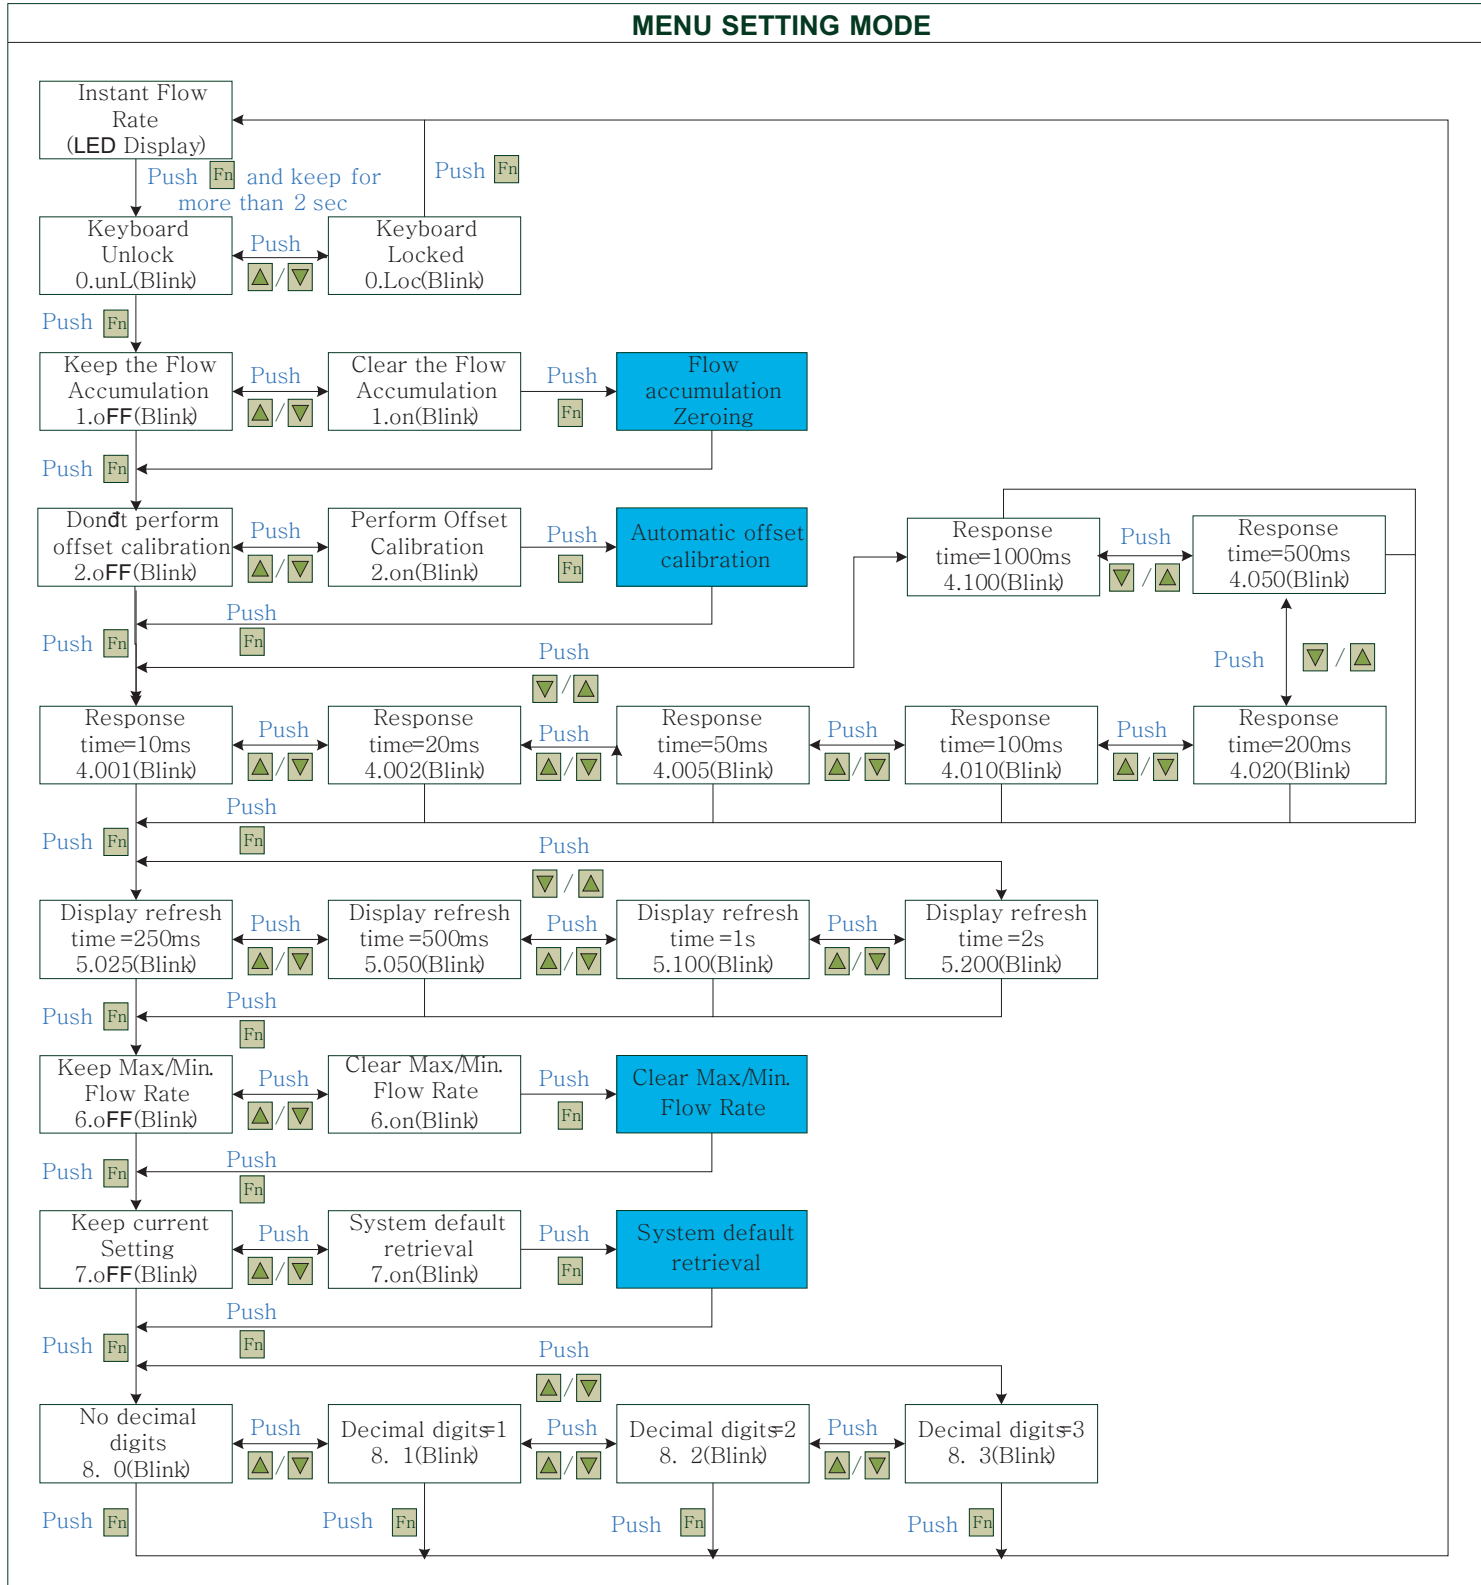 MENU SETTING MODE
Instant Flow
Rate
(LED Display)
Push Fn and keep for
more than 2 sec
Push Fn
Keyboard
Unlock
0.unL(Blink)
Push
▲/▼
Keyboard
Locked
0.Loc(Blink)
Push Fn
Keep the Flow
Accumulation
1.oFF(Blink)
Push
▲/▼
Clear the Flow
Accumulation
1.on(Blink)
Push
Fn
Flow
accumulation
Zeroing
Push Fn
Donđt perform
offset calibration
2.oFF(Blink)
Push
▲/▼
Perform Offset
Calibration
2.on(Blink)
Push
Fn
Automatic offset
calibration
Response
time=1000ms
4.100(Blink)
Push
▼/▲
Response
time=500ms
4.050(Blink)
Push Fn
Push
Fn
Push
▼/▲
Push ▼/▲
Response
time=10ms
4.001(Blink)
Push
▲/▼
Response
time=20ms
4.002(Blink)
Push
▲/▼
Response
time=50ms
4.005(Blink)
Push
▲/▼
Response
time=100ms
4.010(Blink)
Push
▲/▼
Response
time=200ms
4.020(Blink)
Push Fn
Push
Fn
Push
▼/▲
Display refresh
time=250ms
5.025(Blink)
Push
▲/▼
Display refresh
time=500ms
5.050(Blink)
Push
▲/▼
Display refresh
time=1s
5.100(Blink)
Push
▲/▼
Display refresh
time=2s
5.200(Blink)
Push Fn
Push
Fn
Keep Max./Min.
Flow Rate
6.oFF(Blink)
Push
▲/▼
Clear Max./Min.
Flow Rate
6.on(Blink)
Push
Fn
Clear Max./Min.
Flow Rate
Push Fn
Push
Fn
Keep current
Setting
7.oFF(Blink)
Push
▲/▼
System default
retrieval
7.on(Blink)
Push
Fn
System default
retrieval
Push Fn
Push
Fn
Push
▲/▼
No decimal
digits
8. 0(Blink)
Push
▲/▼
Decimal digits=1
8. 1(Blink)
Push
▲/▼
Decimal digits=2
8. 2(Blink)
Push
▲/▼
Decimal digits=3
8. 3(Blink)
Push Fn
Push Fn
Push Fn
Push Fn